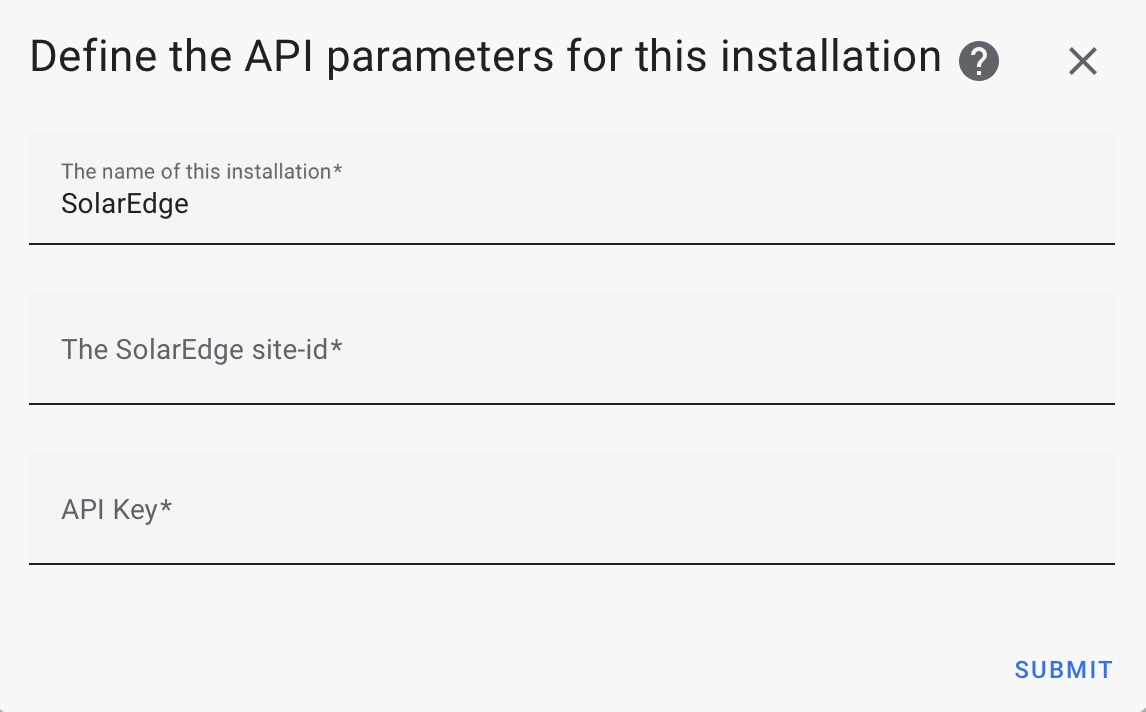 Define the API parameters for this installation ?
The name of this installation*
SolarEdge
The SolarEdge site-id*
API Key*
SUBMIT